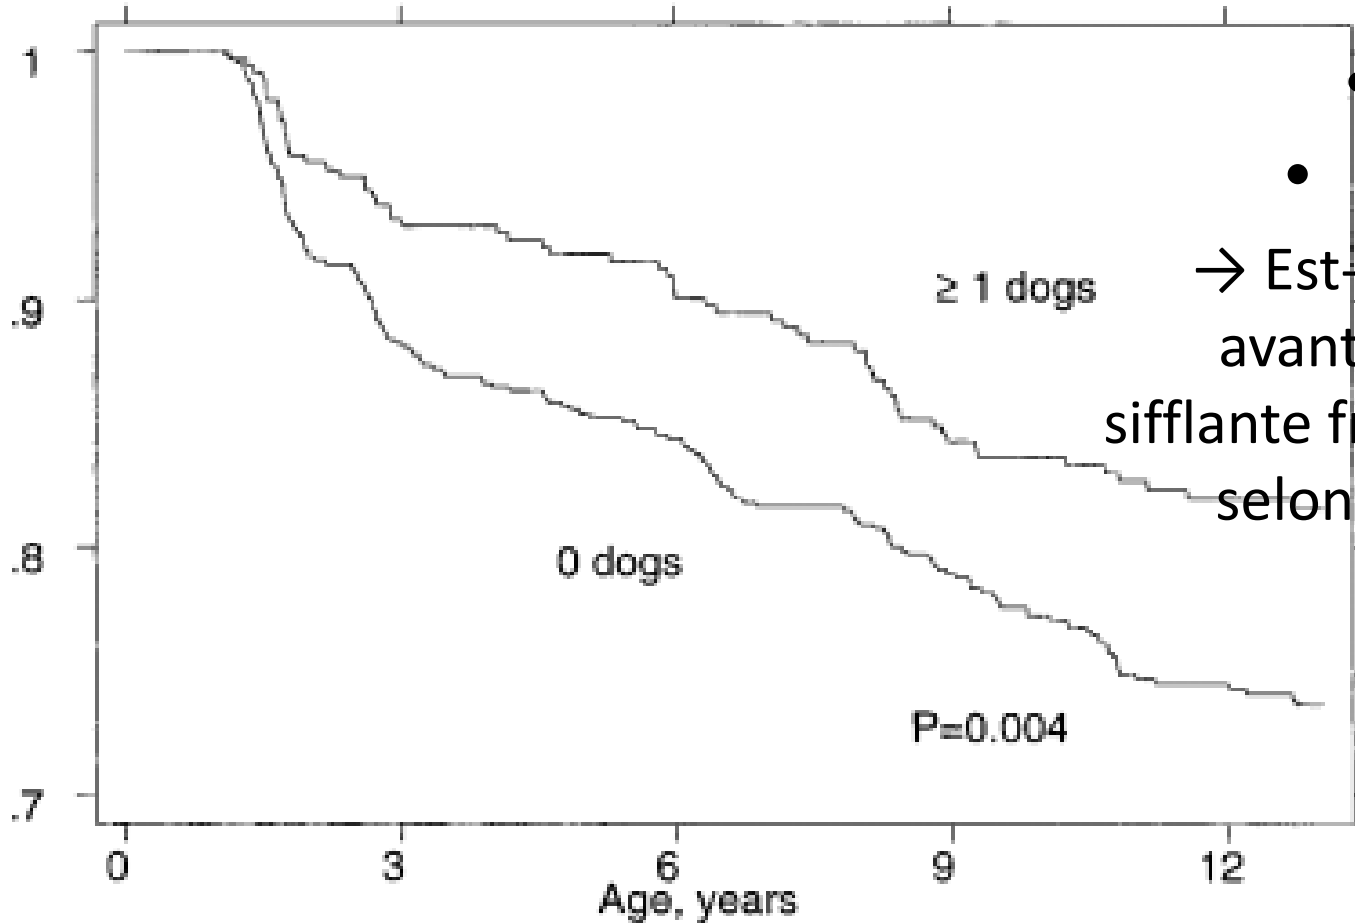 1
.9
.8
.7
≥ 1 dogs
0 dogs
P=0.004
0 3 6 9 12
Age, years
•
•
→ Est-
avant
sifflante
selon